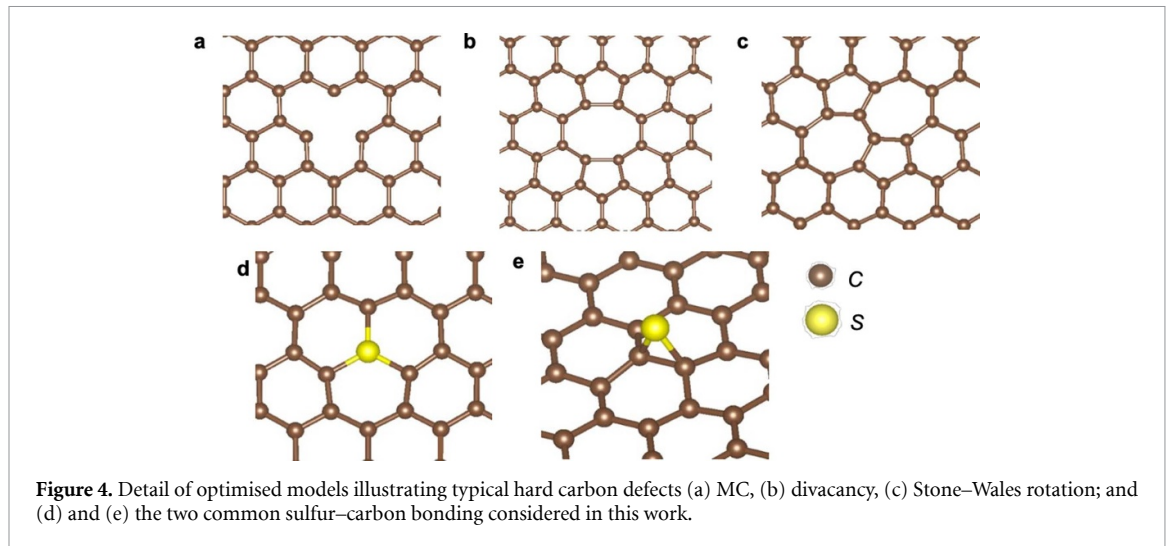 a
b
c
d
e
C
S
Figure 4. Detail of optimised models illustrating typical hard carbon defects (a) MC, (b) divacancy, (c) Stone–Wales rotation; and
(d) and (e) the two common sulfur–carbon bonding considered in this work.